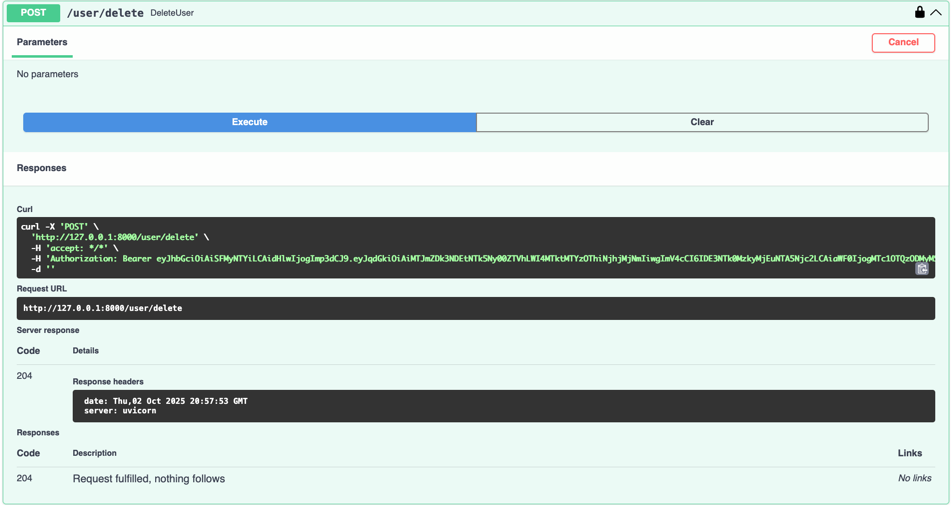 POST /user/delete DeleteUser
Parameters
Cancel
No parameters
Execute
Clear
Responses
Curl
curl -X 'POST' \
'http://127.0.0.1:8000/user/delete' \
-H 'accept: */*' \
-H 'Authorization: Bearer
-d ''
Request URL
http://127.0.0.1:8000/user/delete
Server response
Code Details
204
Response headers
date: Thu,02 Oct 2025 20:57:53 GMT
server: uvicorn
Responses
Code Description Links
204 Request fulfilled, nothing follows No links